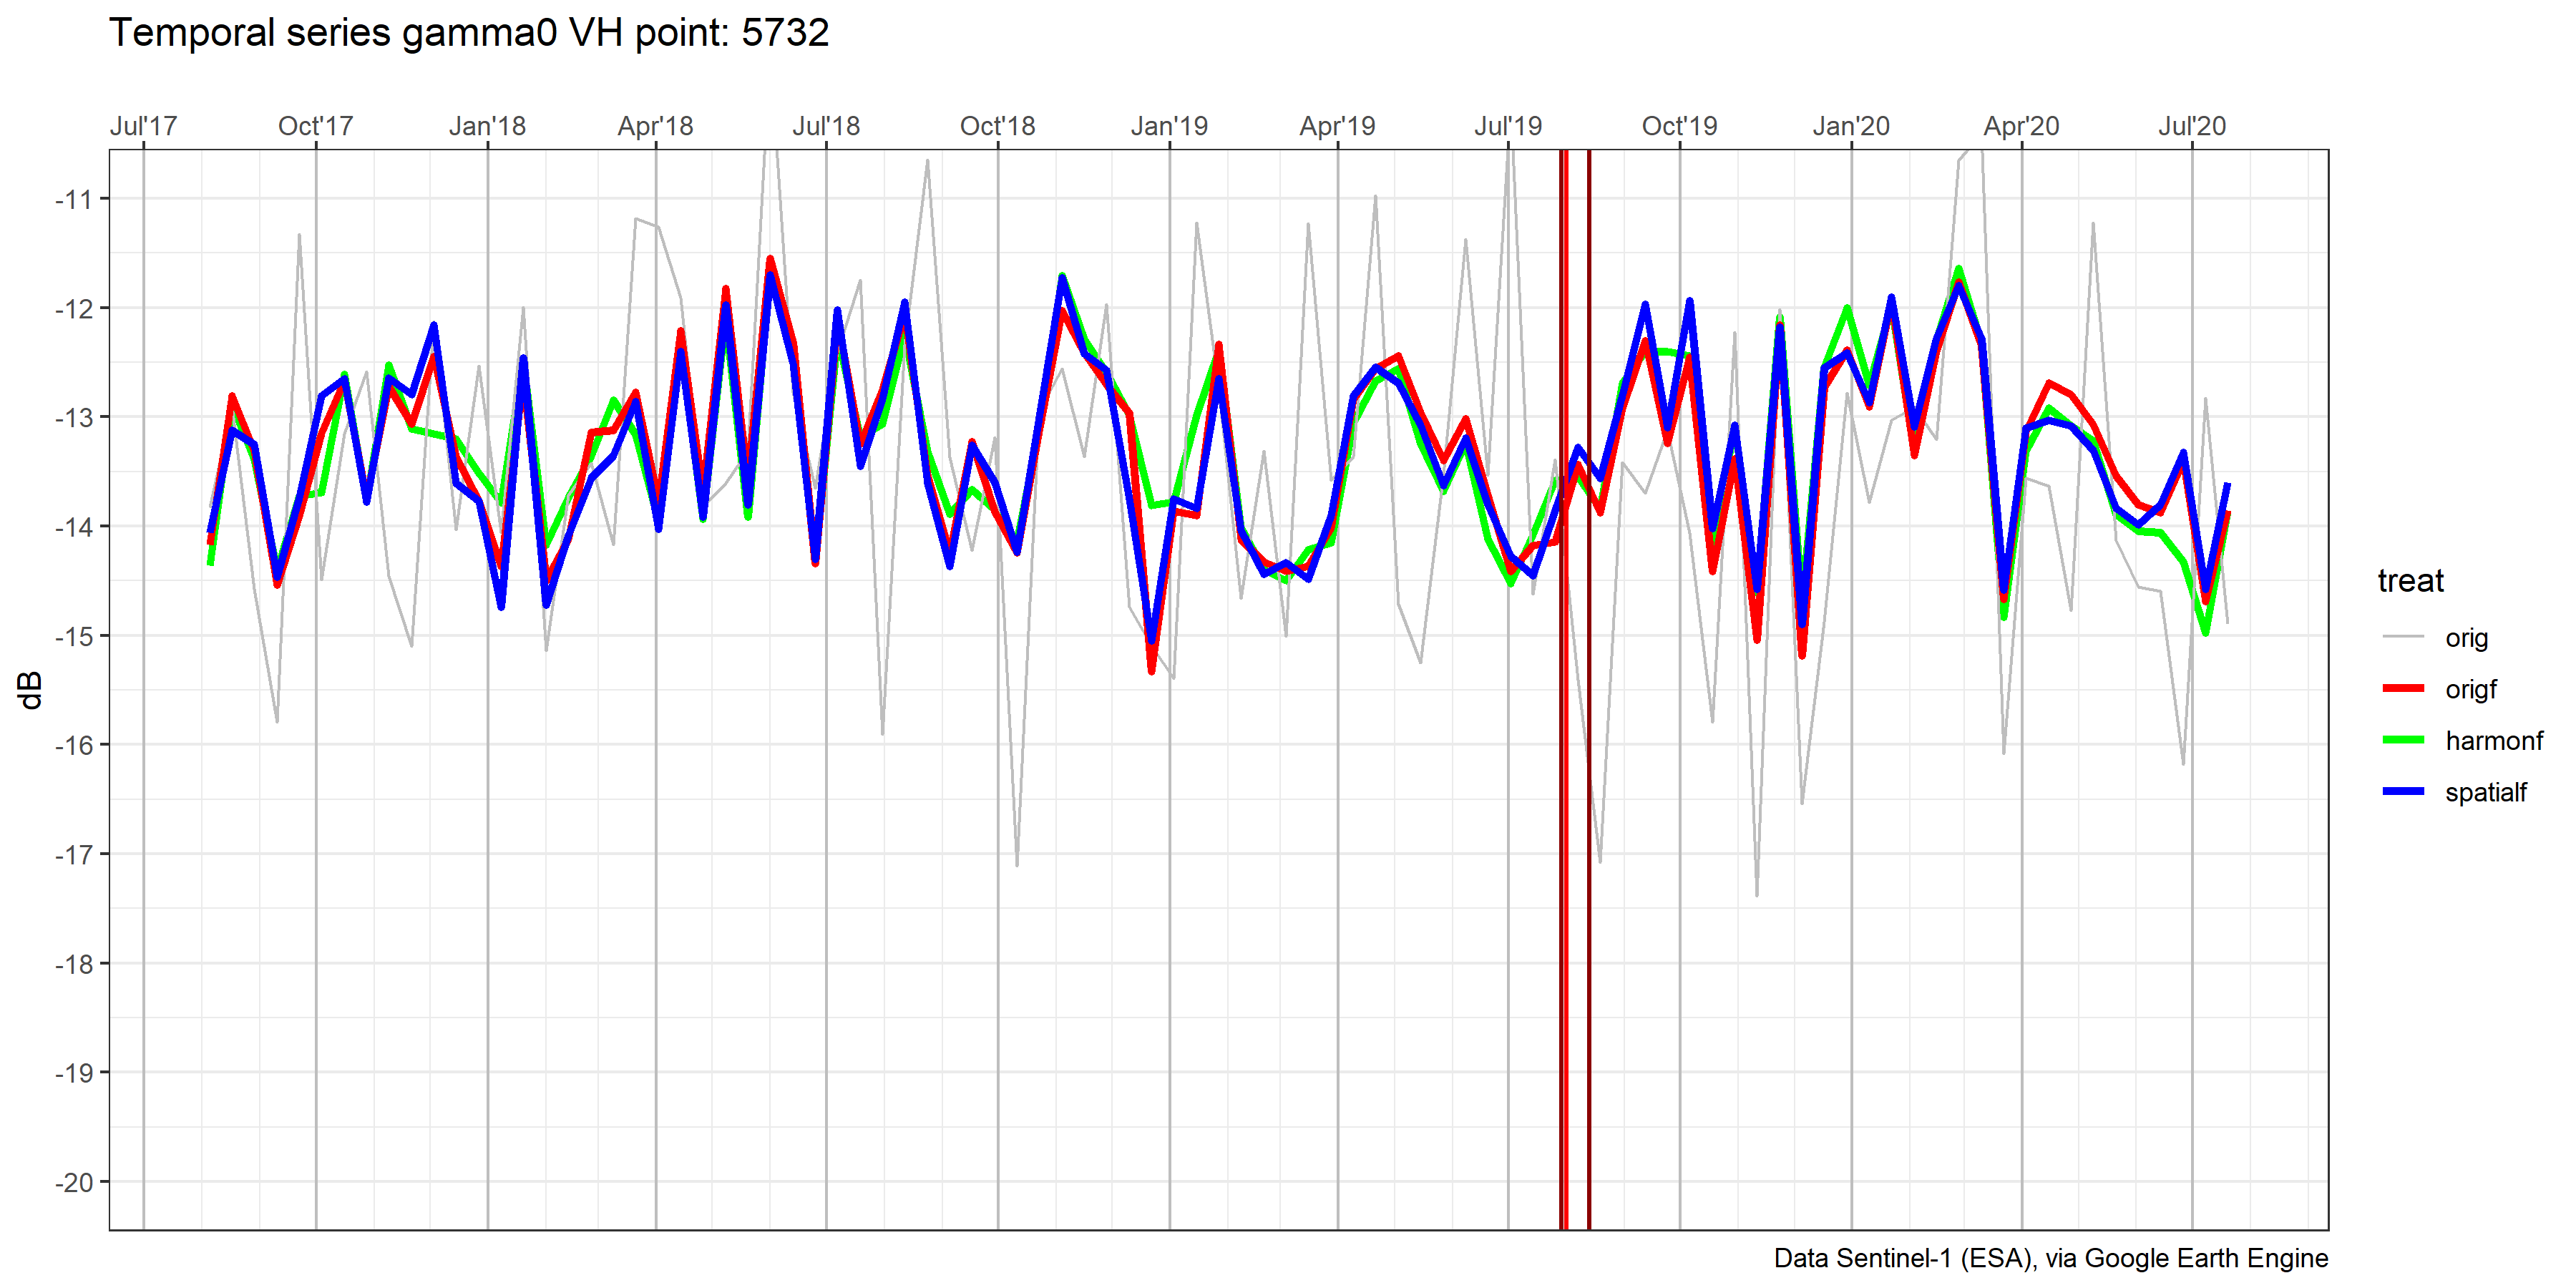 Temporal series gamma0 VH point: 5732
Jul'17 Oct'17 Jan'18 Apr'18 Jul'18 Oct'18 Jan'19 Apr'19 Jul'19 Oct'19 Jan'20 Apr'20 Jul'20
-11
-12
-13
-14
-15
-16
-17
-18
-19
-20
dB
treat
orig
origf
harmonf
spatialf
Data Sentinel-1 (ESA), via Google Earth Engine